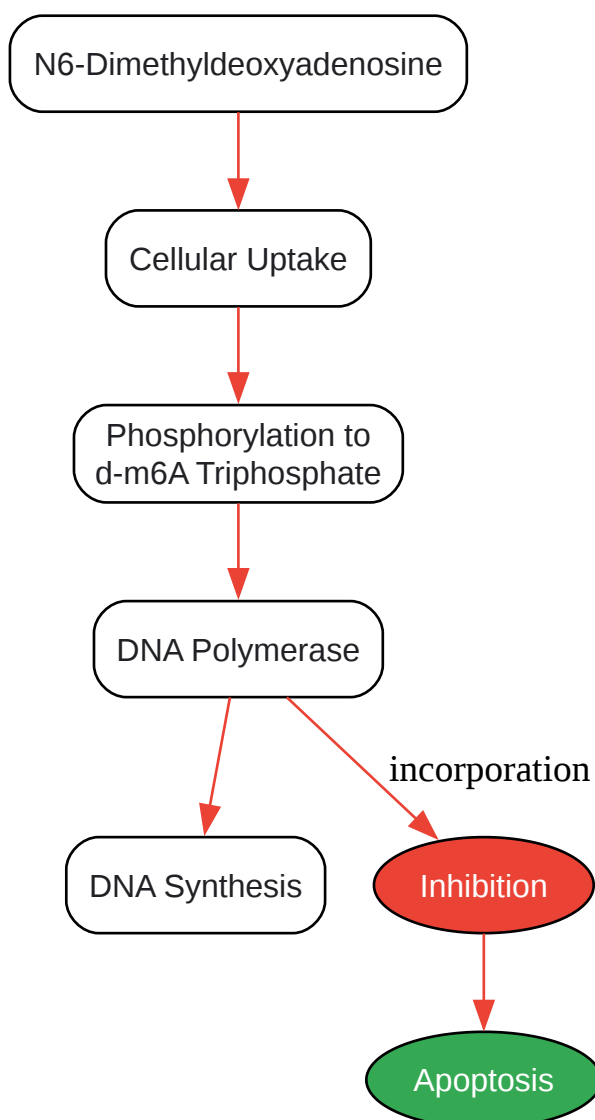 N6-Dimethyldeoxyadenosine
Cellular Uptake
Phosphorylation to
d-m6A Triphosphate
DNA Polymerase
incorporation
DNA Synthesis
Inhibition
Apoptosis